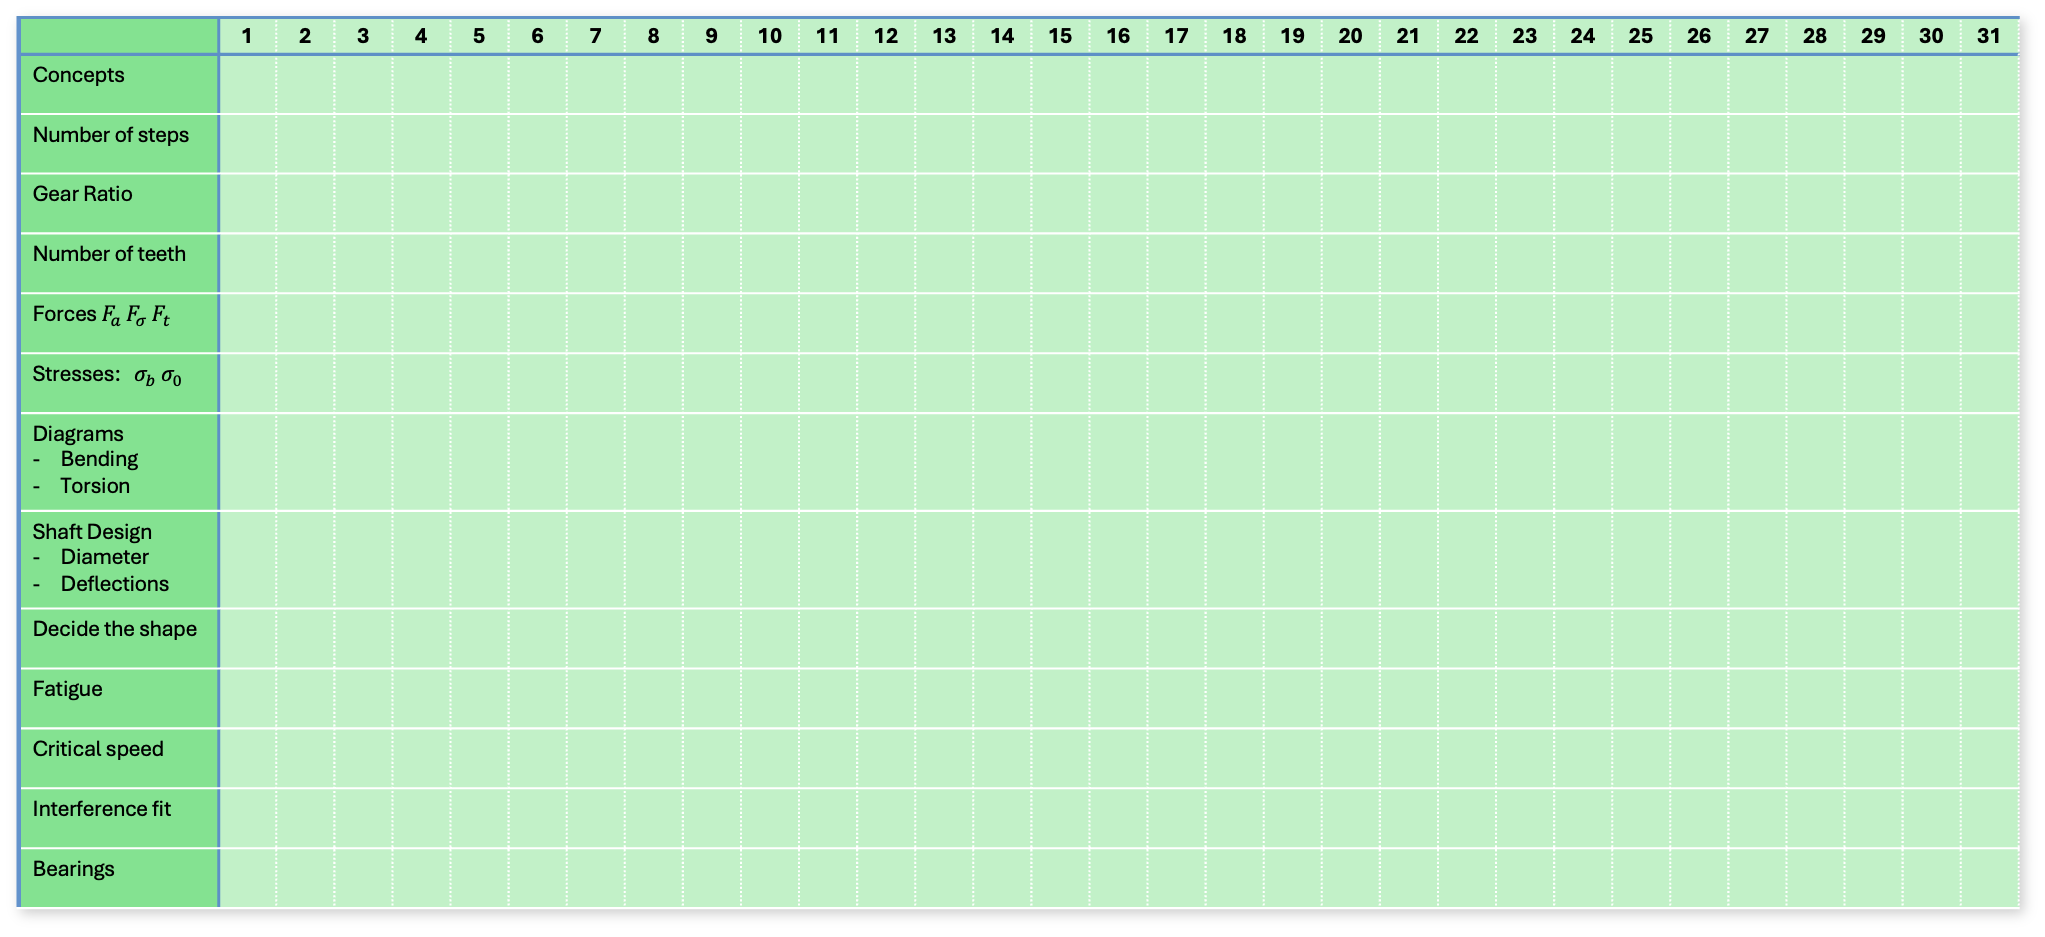 1 2 3 4 5 6 7 8 9 10 11 12 13 14 15 16 17 18 19 20 21 22 23 24 25 26 27 28 29 30 31
Concepts
Number of steps
Gear Ratio
Number of teeth
Forces Fₐ F_σ Fₜ
Stresses: σ_b σ₀
Diagrams
- Bending
- Torsion
Shaft Design
- Diameter
- Deflections
Decide the shape
Fatigue
Critical speed
Interference fit
Bearings